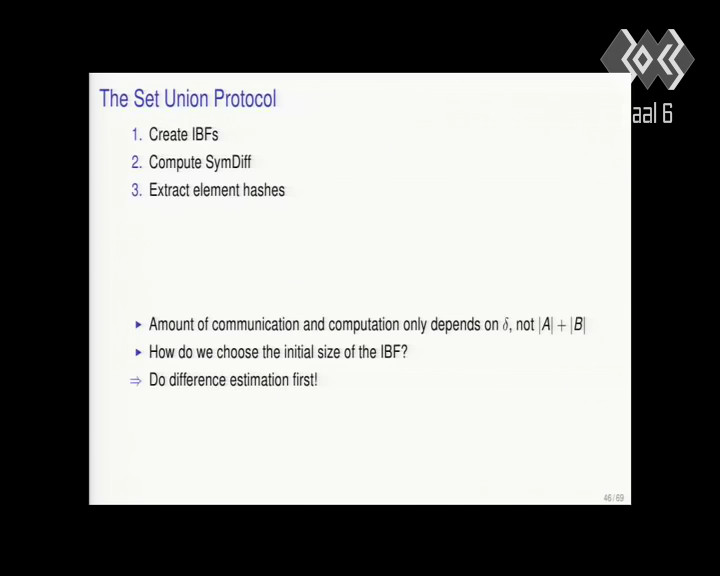 The Set Union Protocol
aal 6
1. Create IBFs
2. Compute SymDiff
3. Extract element hashes
▶ Amount of communication and computation only depends on δ, not |A| + |B|
▶ How do we choose the initial size of the IBF?
⇒ Do difference estimation first!
46 / 69